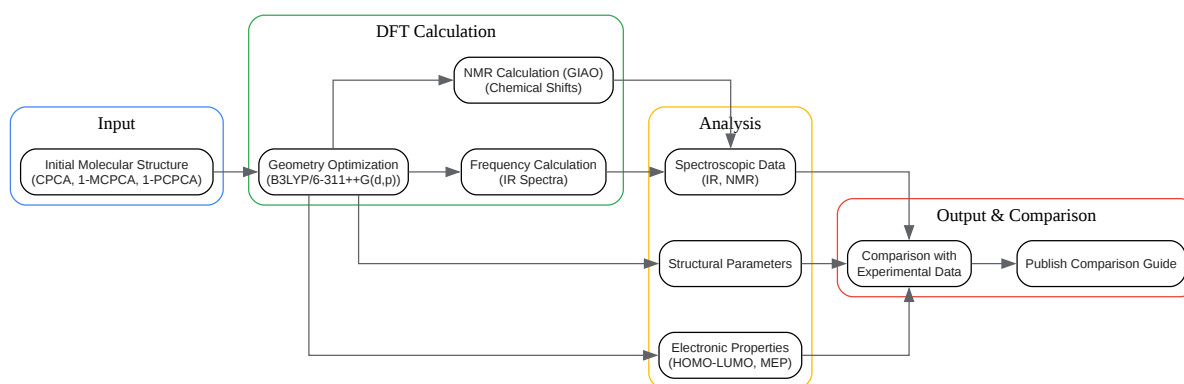 DFT Calculation
NMR Calculation (GIAO)
(Chemical Shifts)
Input
Analysis
Initial Molecular Structure
(CPCA, 1-MCPCA, 1-PCPCA)
Geometry Optimization
(B3LYP/6-311++G(d,p))
Frequency Calculation
(IR Spectra)
Spectroscopic Data
(IR, NMR)
Output & Comparison
Structural Parameters
Comparison with
Experimental Data
Publish Comparison Guide
Electronic Properties
(HOMO-LUMO, MEP)